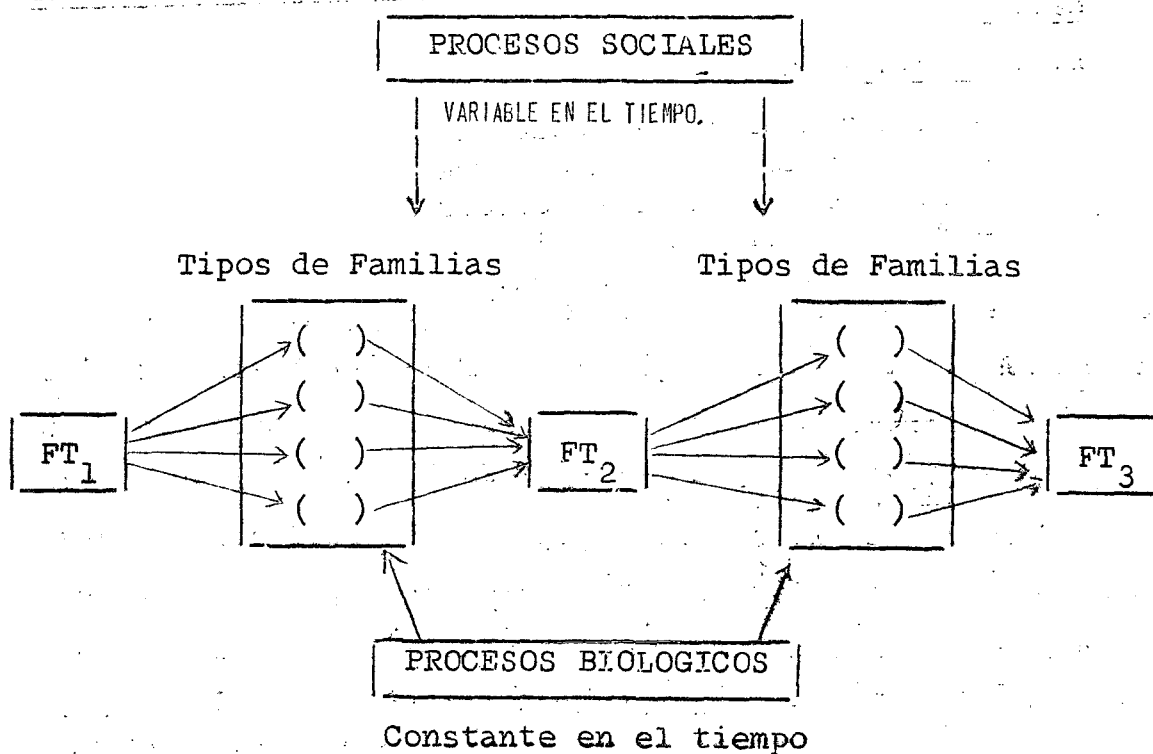 PROCESOS SOCIALES
VARIABLE EN EL TIEMPO.
Tipos de Familias Tipos de Familias
( ) ( )
( ) ( )
FT1 ( ) FT2 ( ) FT3
( ) ( )
PROCESOS BIOLOGICOS
Constante en el tiempo